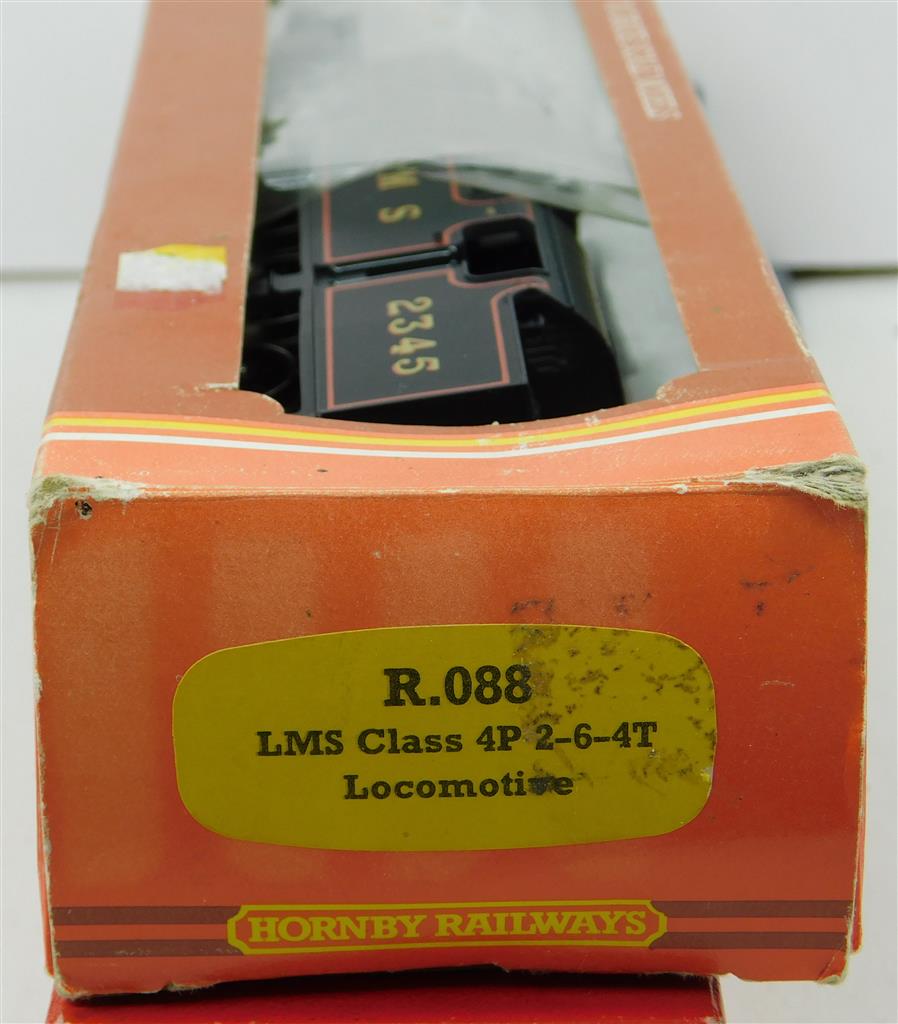 M S
2345
R.088
LMS Class 4P 2-6-4T
Locomotive
HORNBY RAILWAYS